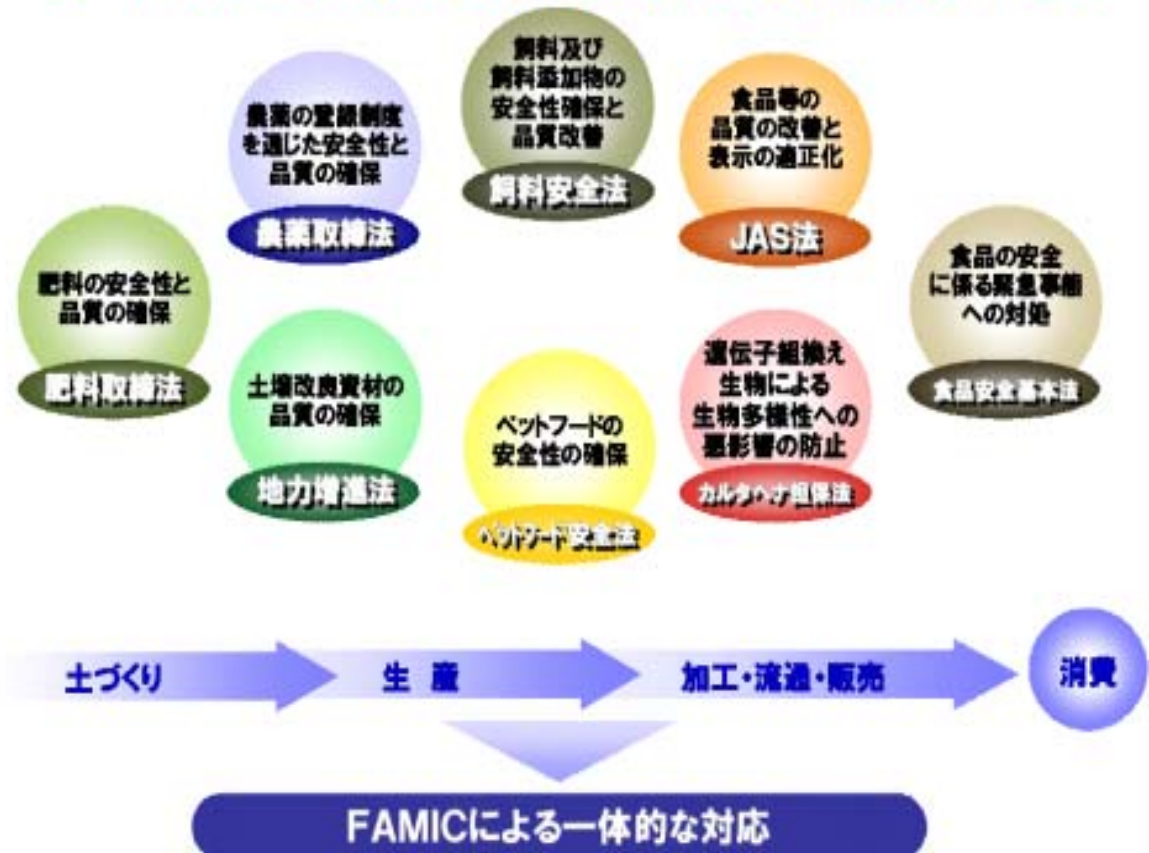 飼料及び
飼料添加物の
安全性確保と
品質改善
飼料安全法
農薬の登録制度
を通じた安全性と
品質の確保
農薬取締法
食品等の
品質の改善と
表示の適正化
JAS法
肥料の安全性と
品質の確保
肥料取締法
食品の安全
に係る緊急事態
への対処
食品安全基本法
土壌改良資材の
品質の確保
地力増進法
ペットフードの
安全性の確保
ペットフード安全法
遺伝子組換え
生物による
生物多様性への
悪影響の防止
カルタヘナ担保法
土づくり
生 産
加工・流通・販売
消費
FAMICによる一体的な対応